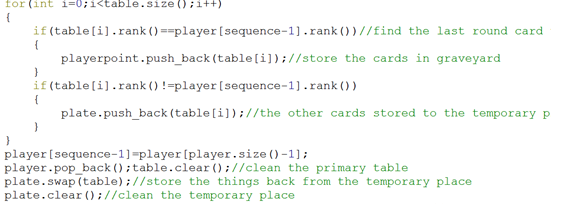 for(int i=0;i<table.size();i++)
{
if(table[i].rank()==player[sequence-1].rank())//find the last round card
{
playerpoint.push_back(table[i]);//store the cards in graveyard
}
if(table[i].rank()!=player[sequence-1].rank())
{
plate.push_back(table[i]);//the other cards stored to the temporary p
}
}
player[sequence-1]=player[player.size()-1];
player.pop_back();table.clear();//clean the primary table
plate.swap(table);//store the things back from the temporary place
plate.clear();//clean the temporary place